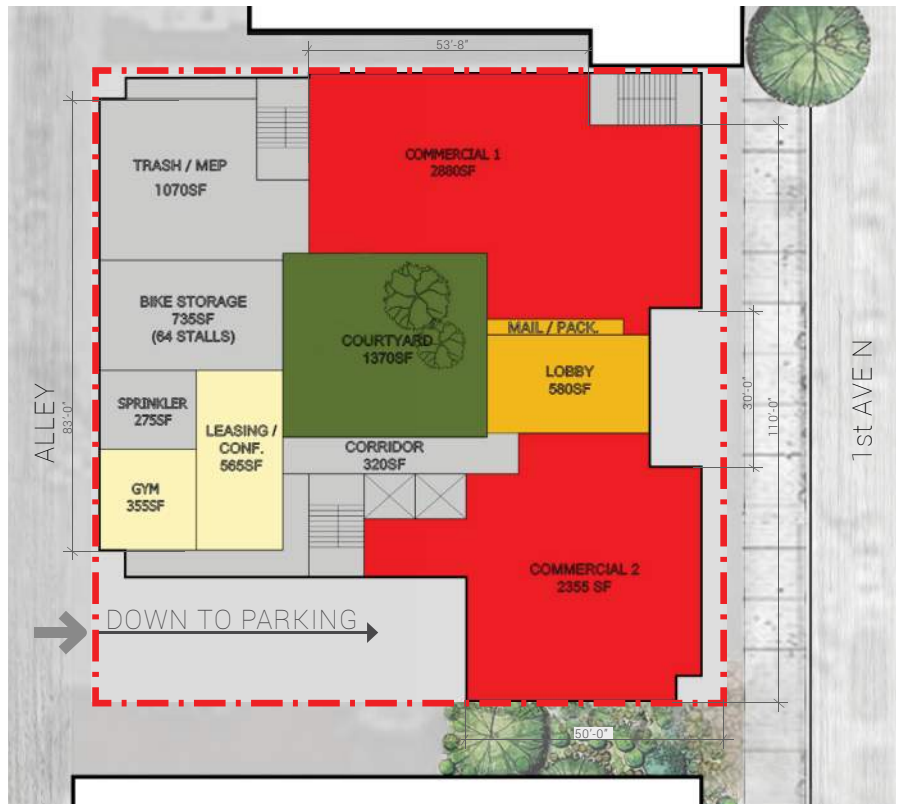 53'-8"
COMMERCIAL 1
2880SF
TRASH / MEP
1070SF
BIKE STORAGE
735SF
(64 STALLS)
COURTYARD
1370SF
MAIL / PACK.
LOBBY
580SF
ALLEY
83'-0"
SPRINKLER
275SF
LEASING /
CONF.
565SF
GYM
355SF
CORRIDOR
320SF
30'-0"
110'-0"
1st AVE N
COMMERCIAL 2
2355 SF
DOWN TO PARKING
50'-0"